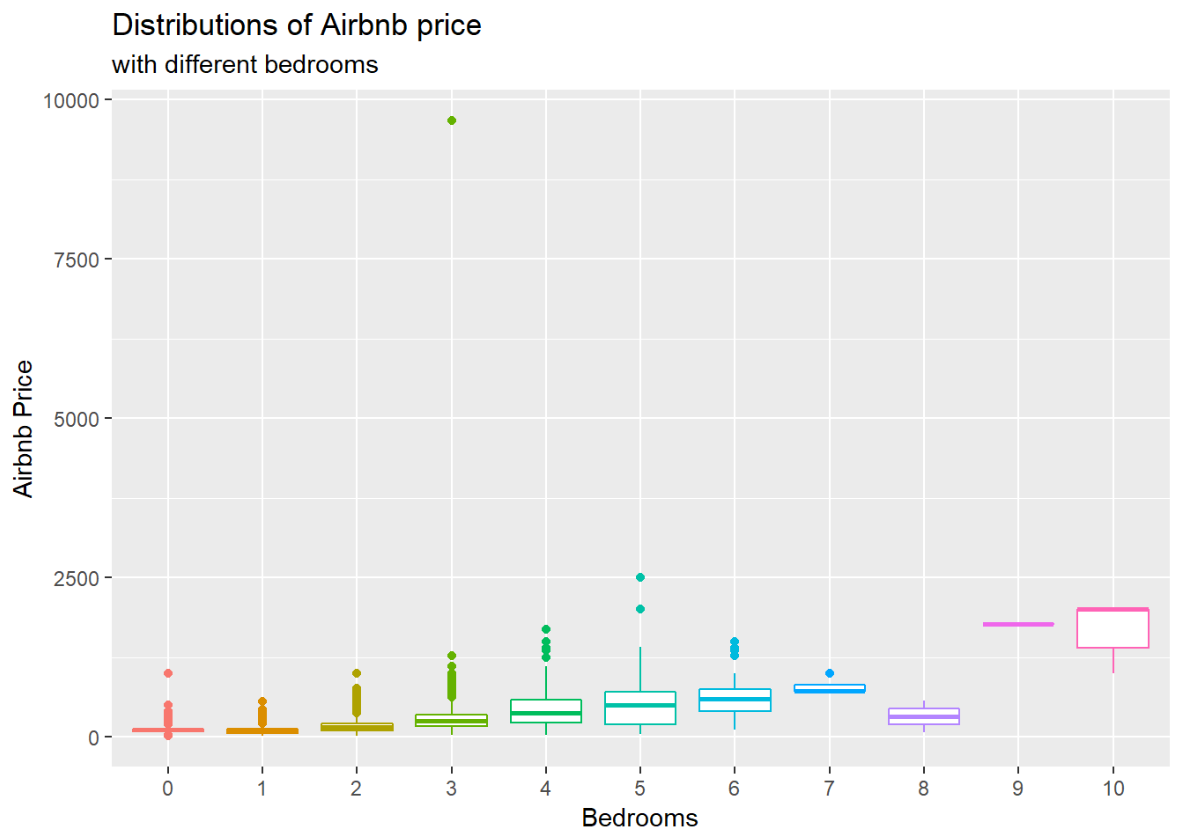 Distributions of Airbnb price
with different bedrooms
Airbnb Price
10000
7500
5000
2500
0
0 1 2 3 4 5 6 7 8 9 10
Bedrooms